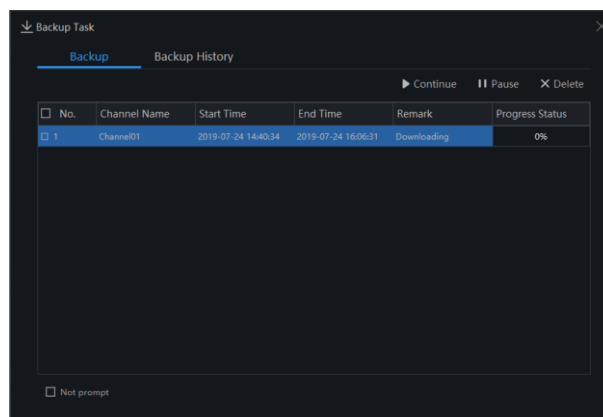 Backup Task
Backup Backup History
Continue Pause Delete
No. Channel Name Start Time End Time Remark Progress Status
1 Channel01 2019-07-24 14:40:34 2019-07-24 16:06:31 Downloading 0%
Not prompt